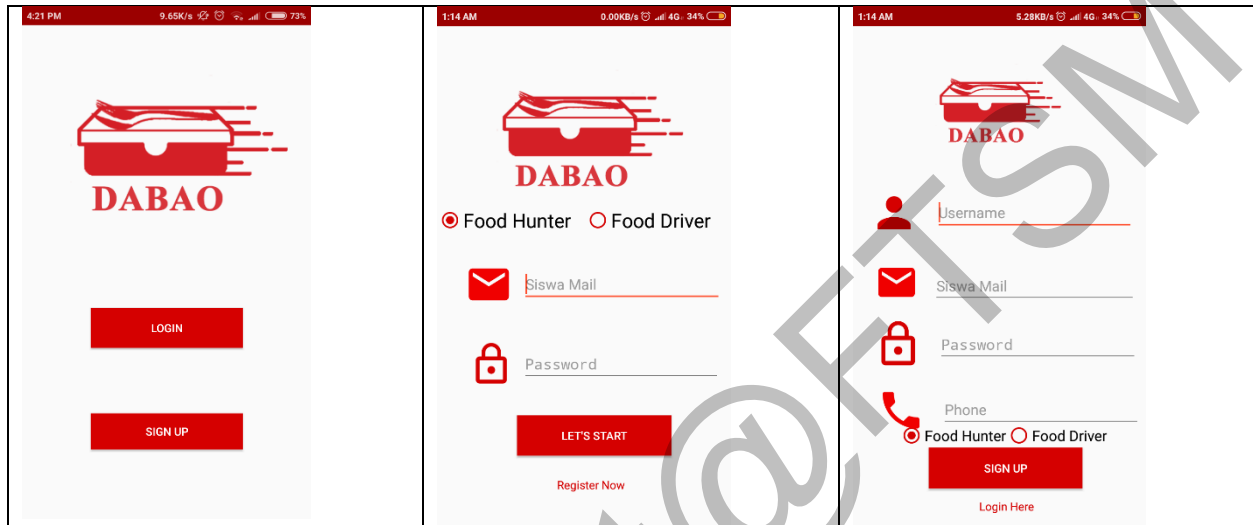 4:21 PM 9.65K/s 73%
DABAO
LOGIN
SIGN UP
1:14 AM 0.00KB/s 4G 34%
DABAO
Food Hunter Food Driver
Siswa Mail
Password
LET'S START
Register Now
1:14 AM 5.28KB/s 4G 34%
DABAO
Username
Siswa Mail
Password
Phone
Food Hunter Food Driver
SIGN UP
Login Here
@FTSM